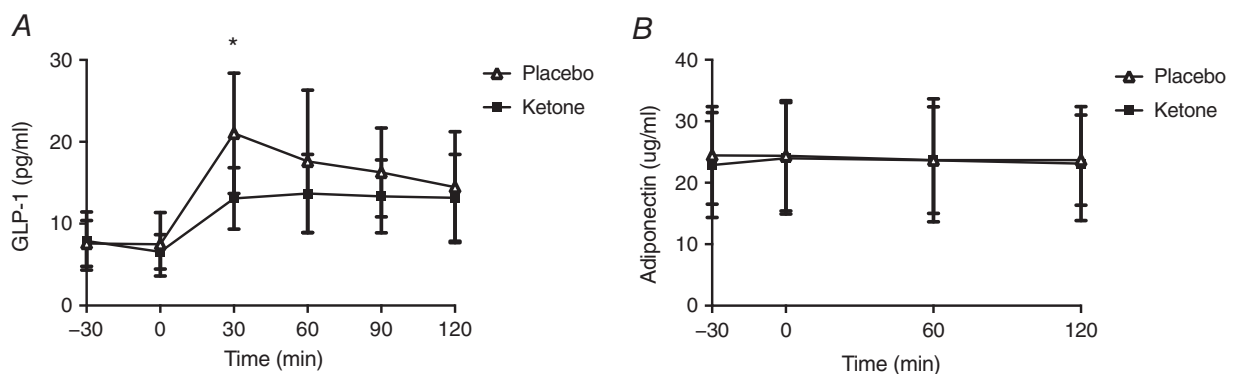 A
B
*
30
20
10
0
GLP-1 (pg/ml)
−30
0
30
60
90
120
Time (min)
Placebo
Ketone
40
30
20
10
0
Adiponectin (ug/ml)
−30
0
60
120
Time (min)
Placebo
Ketone